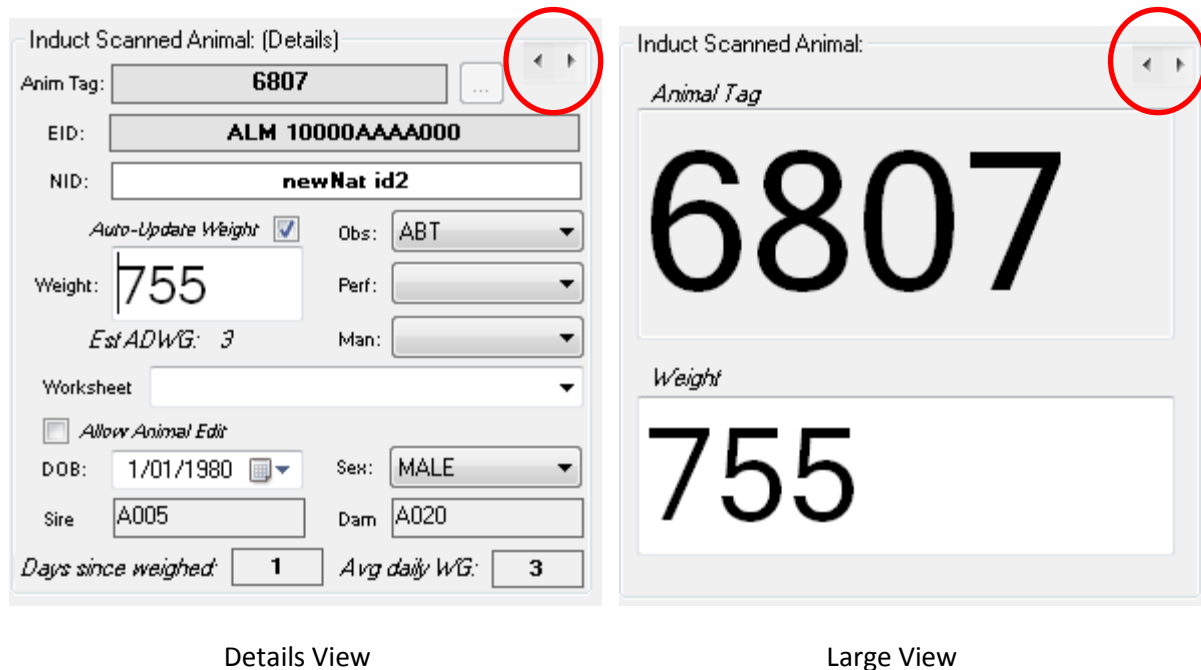 Induct Scanned Animal: (Details)
Anim Tag: 6807 ...
EID: ALM 10000AAAA000
NID: newNat id2
Auto-Update Weight Obs: ABT
Weight: 755 Perf:
Est ADWG: 3 Man:
Worksheet
Allow Animal Edit
DOB: 1/01/1980 Sex: MALE
Sire A005 Dam A020
Days since weighed: 1 Avg daily WG: 3
Details View
Induct Scanned Animal:
Animal Tag
6807
Weight
755
Large View